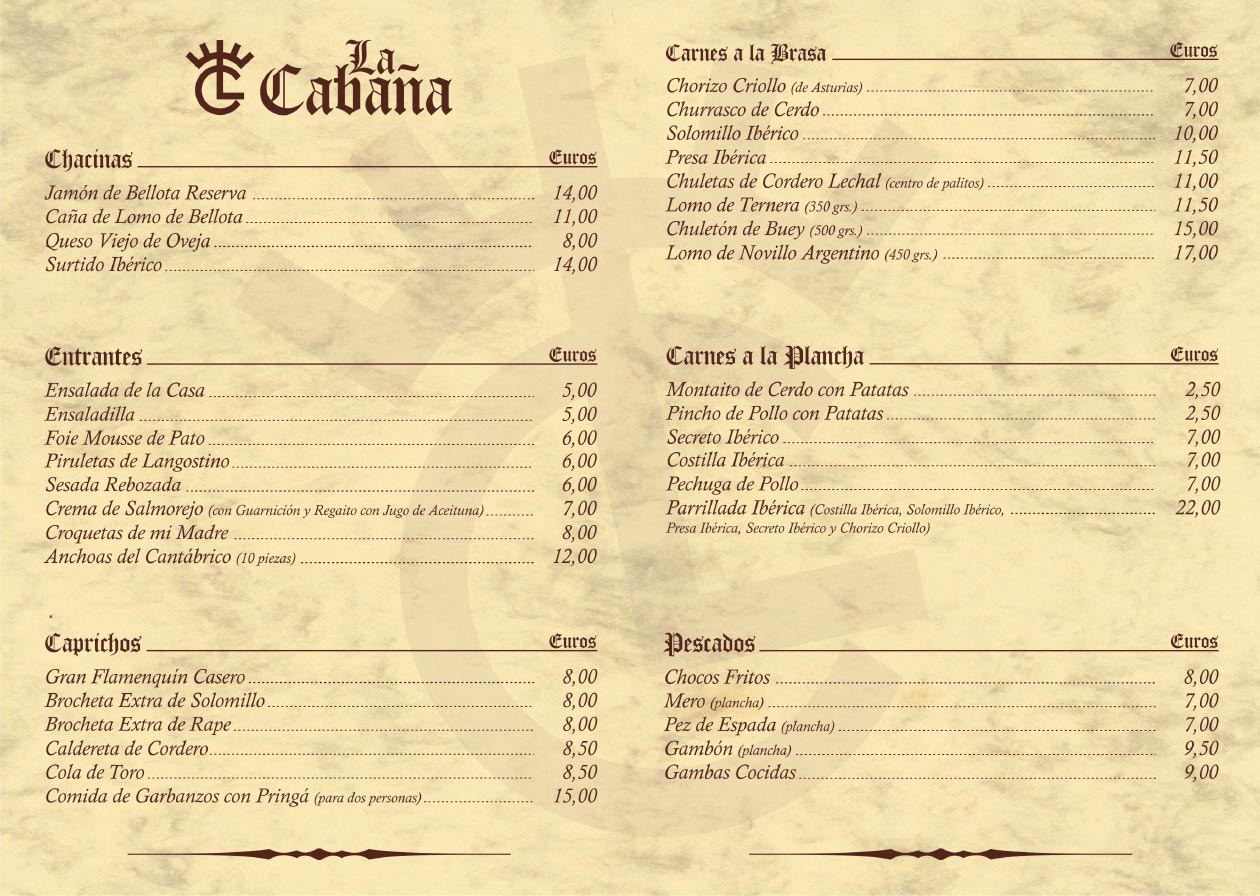 La
Cabaña
Chacinas Euros
Jamón de Bellota Reserva 14,00
Caña de Lomo de Bellota 11,00
Queso Viejo de Oveja 8,00
Surtido Ibérico 14,00
Entrantes Euros
Ensalada de la Casa 5,00
Ensaladilla 5,00
Foie Mousse de Pato 6,00
Piruletas de Langostino 6,00
Sesada Rebozada 6,00
Crema de Salmorejo (con Guarnición y Regaito con Jugo de Aceituna) 7,00
Croquetas de mi Madre 8,00
Anchoas del Cantábrico (10 piezas) 12,00
Caprichos Euros
Gran Flamenquín Casero 8,00
Brocheta Extra de Solomillo 8,00
Brocheta Extra de Rape 8,00
Caldereta de Cordero 8,50
Cola de Toro 8,50
Comida de Garbanzos con Pringá (para dos personas) 15,00
Carnes a la Brasa Euros
Chorizo Criollo (de Asturias) 7,00
Churrasco de Cerdo 7,00
Solomillo Ibérico 10,00
Presa Ibérica 11,50
Chuletas de Cordero Lechal (centro de palitos) 11,00
Lomo de Ternera (350 grs.) 11,50
Chuletón de Buey (500 grs.) 15,00
Lomo de Novillo Argentino (450 grs.) 17,00
Carnes a la Plancha Euros
Montaito de Cerdo con Patatas 2,50
Pincho de Pollo con Patatas 2,50
Secreto Ibérico 7,00
Costilla Ibérica 7,00
Pechuga de Pollo 7,00
Parrillada Ibérica (Costilla Ibérica, Solomillo Ibérico, 22,00
Presa Ibérica, Secreto Ibérico y Chorizo Criollo)
Pescados Euros
Chocos Fritos 8,00
Mero (plancha) 7,00
Pez de Espada (plancha) 7,00
Gambón (plancha) 9,50
Gambas Cocidas 9,00